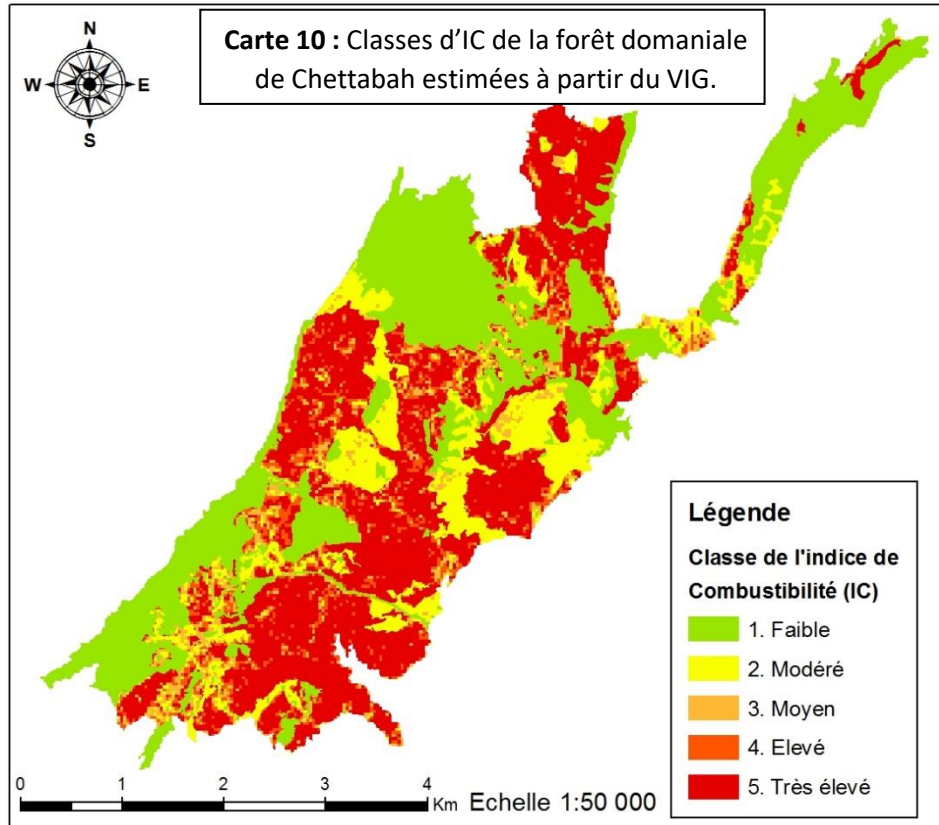 Carte 10 : Classes d’IC de la forêt domaniale
de Chettabah estimées à partir du VIG.
N
W E
S
Légende
Classe de l'indice de
Combustibilité (IC)
1. Faible
2. Modéré
3. Moyen
4. Elevé
5. Très élevé
0 1 2 3 4
Km Echelle 1:50 000